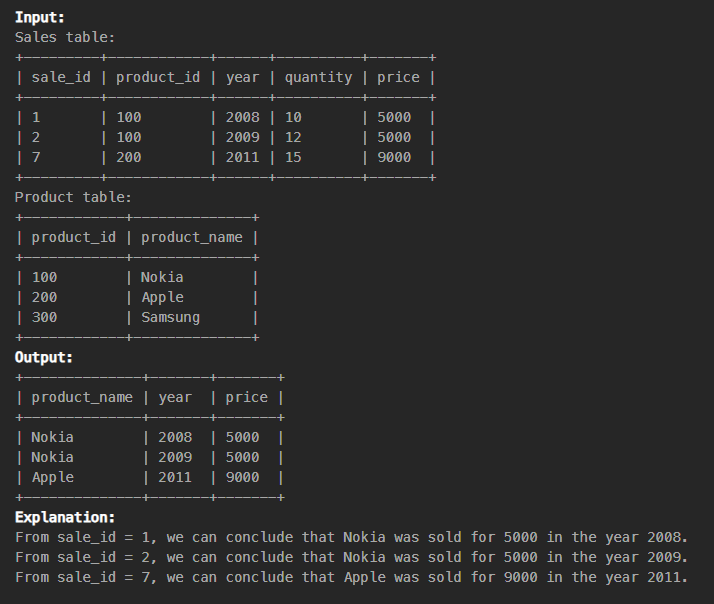 Input:
Sales table:
+---------+------------+------+----------+-------+
| sale_id | product_id | year | quantity | price |
+---------+------------+------+----------+-------+
| 1       | 100        | 2008 | 10       | 5000  |
| 2       | 100        | 2009 | 12       | 5000  |
| 7       | 200        | 2011 | 15       | 9000  |
+---------+------------+------+----------+-------+
Product table:
+------------+--------------+
| product_id | product_name |
+------------+--------------+
| 100        | Nokia        |
| 200        | Apple        |
| 300        | Samsung      |
+------------+--------------+
Output:
+--------------+-------+-------+
| product_name | year  | price |
+--------------+-------+-------+
| Nokia        | 2008  | 5000  |
| Nokia        | 2009  | 5000  |
| Apple        | 2011  | 9000  |
+--------------+-------+-------+
Explanation:
From sale_id = 1, we can conclude that Nokia was sold for 5000 in the year 2008.
From sale_id = 2, we can conclude that Nokia was sold for 5000 in the year 2009.
From sale_id = 7, we can conclude that Apple was sold for 9000 in the year 2011.